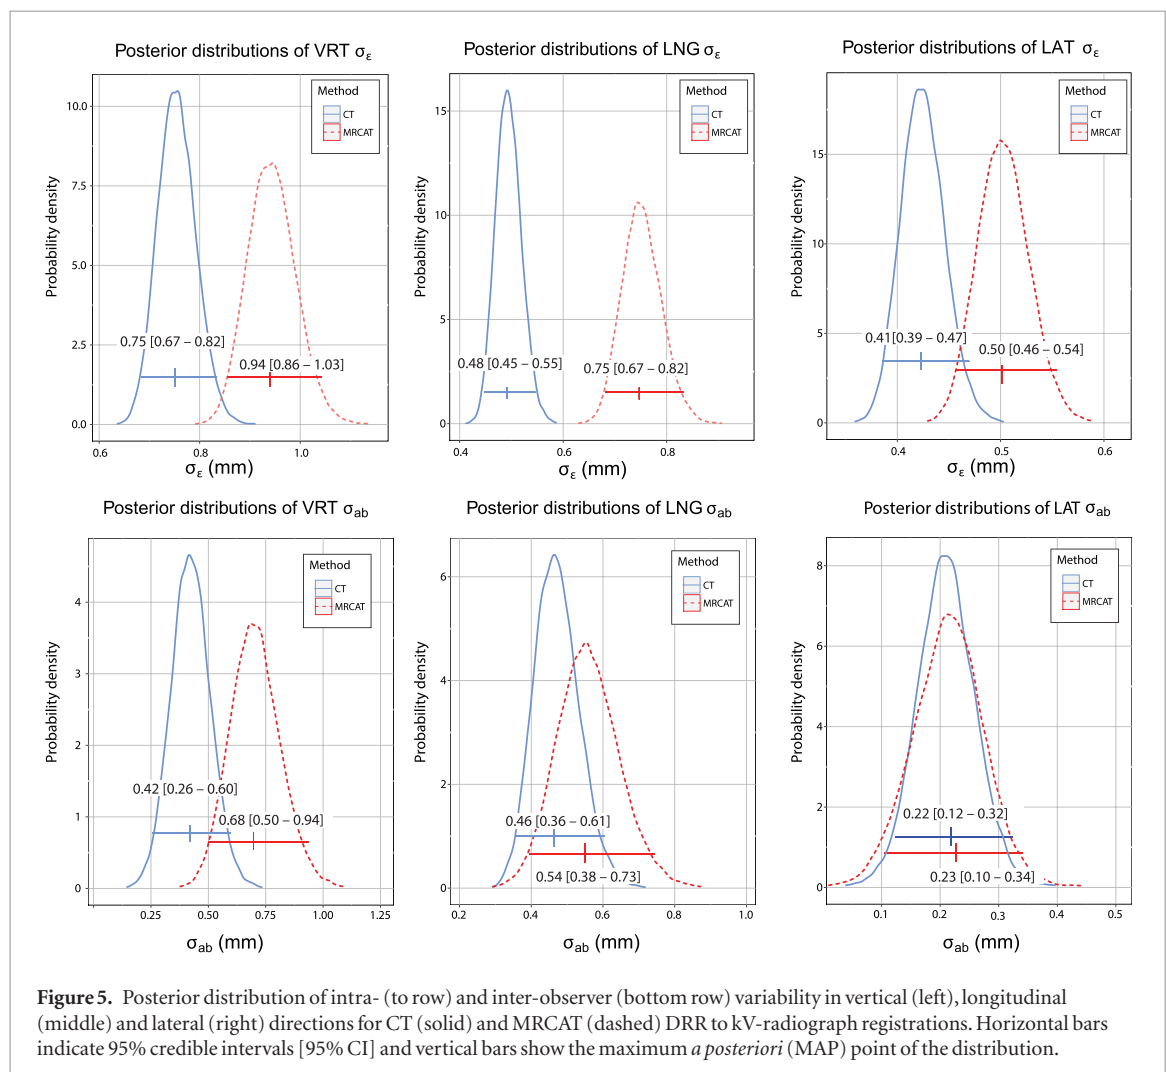 Posterior distributions of VRT σε
Posterior distributions of LNG σε
Posterior distributions of LAT σε
Probability density
10.0
7.5
5.0
2.5
0.0
Method
CT
MRCAT
0.75 [0.67 – 0.82]
0.94 [0.86 – 1.03]
0.6
0.8
1.0
σε (mm)
Probability density
15
10
5
0
Method
CT
MRCAT
0.48 [0.45 – 0.55]
0.75 [0.67 – 0.82]
0.4
0.6
0.8
σε (mm)
Probability density
15
10
5
0
Method
CT
MRCAT
0.41[0.39 – 0.47]
0.50 [0.46 – 0.54]
0.4
0.5
0.6
σε (mm)
Posterior distributions of VRT σab
Posterior distributions of LNG σab
Posterior distributions of LAT σab
Probability density
4
3
2
1
0
Method
CT
MRCAT
0.42 [0.26 – 0.60]
0.68 [0.50 – 0.94]
0.25
0.50
0.75
1.00
1.25
σab (mm)
Probability density
6
4
2
0
Method
CT
MRCAT
0.46 [0.36 – 0.61]
0.54 [0.38 – 0.73]
0.2
0.4
0.6
0.8
1.0
σab (mm)
Probability density
8
6
4
2
0
Method
CT
MRCAT
0.22 [0.12 – 0.32]
0.23 [0.10 – 0.34]
0.1
0.2
0.3
0.4
0.5
σab (mm)
Figure 5. Posterior distribution of intra- (to row) and inter-observer (bottom row) variability in vertical (left), longitudinal
(middle) and lateral (right) directions for CT (solid) and MRCAT (dashed) DRR to kV-radiograph registrations. Horizontal bars
indicate 95% credible intervals [95% CI] and vertical bars show the maximum a posteriori (MAP) point of the distribution.